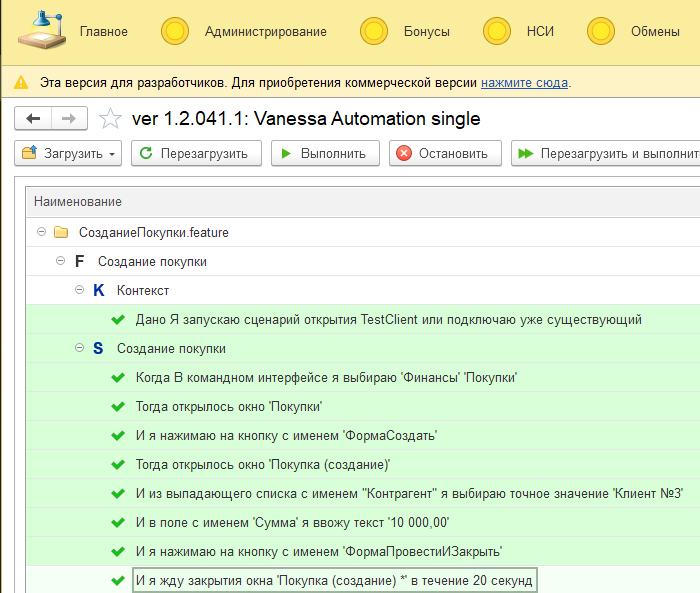 Главное Администрирование Бонусы НСИ Обмены
Эта версия для разработчиков. Для приобретения коммерческой версии нажмите сюда.
ver 1.2.041.1: Vanessa Automation single
Загрузить Перезагрузить Выполнить Остановить Перезагрузить и выполнит
Наименование
СозданиеПокупки.feature
F Создание покупки
K Контекст
Дано Я запускаю сценарий открытия TestClient или подключаю уже существующий
S Создание покупки
Когда В командном интерфейсе я выбираю 'Финансы' 'Покупки'
Тогда открылось окно 'Покупки'
И я нажимаю на кнопку с именем 'ФормаСоздать'
Тогда открылось окно 'Покупка (создание)'
И из выпадающего списка с именем "Контрагент" я выбираю точное значение 'Клиент №3'
И в поле с именем 'Сумма' я ввожу текст '10 000,00'
И я нажимаю на кнопку с именем 'ФормаПровестиИЗакрыть'
И я жду закрытия окна 'Покупка (создание) *' в течение 20 секунд